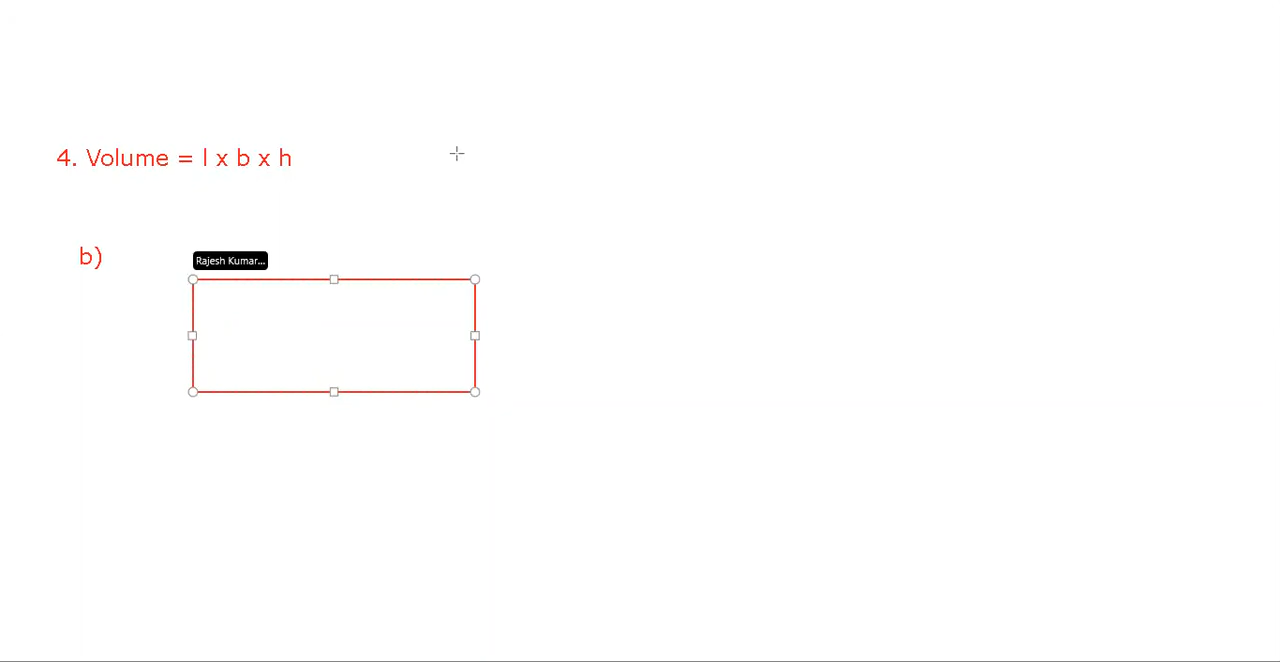 4. Volume = l x b x h
b)
Rajesh Kumar...